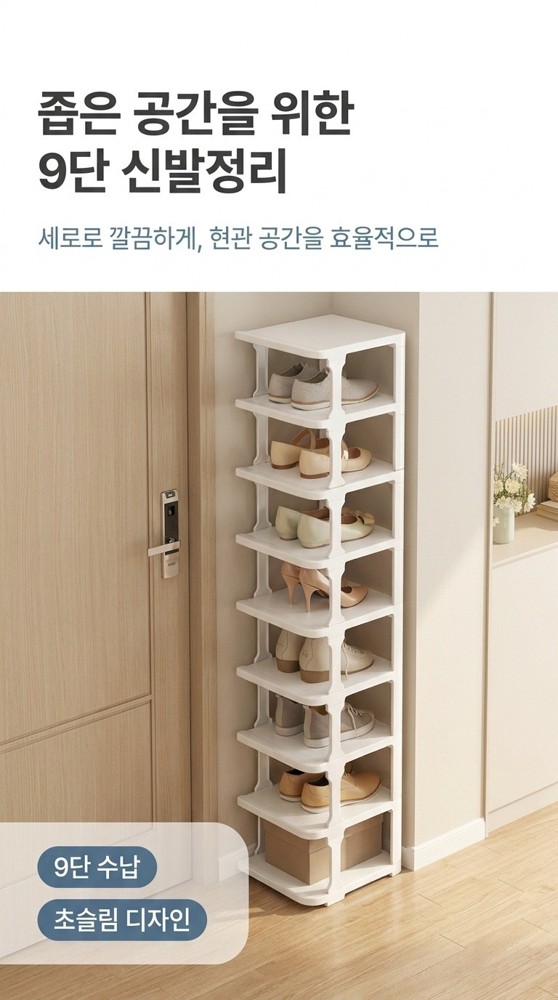 좁은 공간을 위한
9단 신발정리
세로로 깔끔하게, 현관 공간을 효율적으로
9단 수납
초슬림 디자인